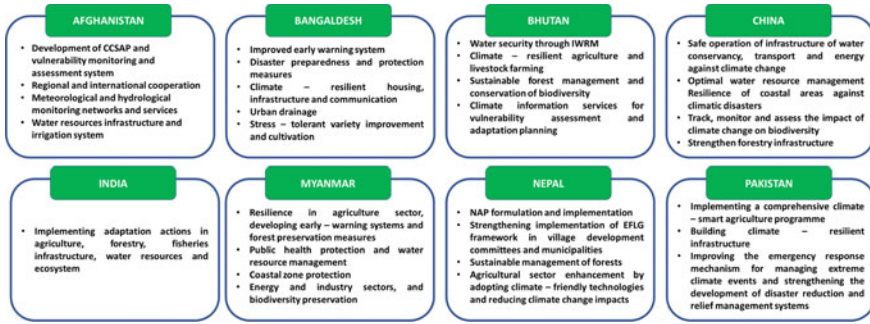 AFGHANISTAN
• Development of CCSAP and
vulnerability monitoring and
assessment system
• Regional and international cooperation
• Meteorological and hydrological
monitoring networks and services
• Water resources infrastructure and
irrigation system
BANGALDESH
• Improved early warning system
• Disaster preparedness and protection
measures
• Climate – resilient housing,
infrastructure and communication
• Urban drainage
• Stress – tolerant variety improvement
and cultivation
BHUTAN
• Water security through IWRM
• Climate – resilient agriculture and
livestock farming
• Sustainable forest management and
conservation of biodiversity
• Climate information services for
vulnerability assessment and
adaptation planning
CHINA
• Safe operation of infrastructure of water
conservancy, transport and energy
against climate change
• Optimal water resource management
Resilience of coastal areas against
climatic disasters
• Track, monitor and assess the impact of
climate change on biodiversity
• Strengthen forestry infrastructure
INDIA
• Implementing adaptation actions in
agriculture, forestry, fisheries
infrastructure, water resources and
ecosystem
MYANMAR
• Resilience in agriculture sector,
developing early – warning systems and
forest preservation measures
• Public health protection and water
resource management
• Coastal zone protection
• Energy and industry sectors, and
biodiversity preservation
NEPAL
• NAP formulation and implementation
• Strengthening implementation of EFLG
framework in village development
committees and municipalities
• Sustainable management of forests
• Agricultural sector enhancement by
adopting climate – friendly technologies
and reducing climate change impacts
PAKISTAN
• Implementing a comprehensive climate
– smart agriculture programme
• Building climate – resilient
infrastructure
• Improving the emergency response
mechanism for managing extreme
climate events and strengthening the
development of disaster reduction and
relief management systems